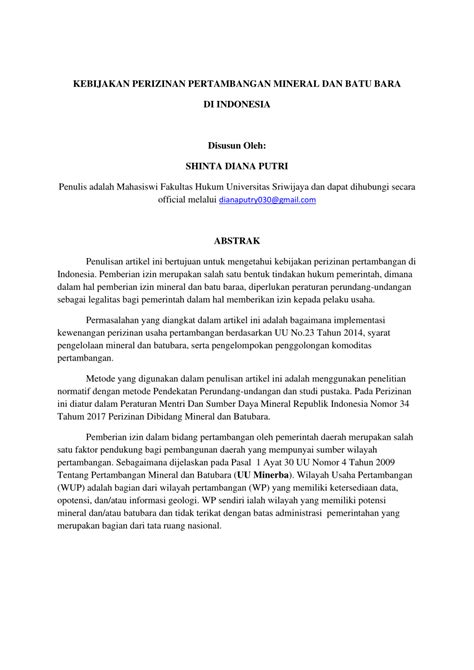 KEBIJAKAN PERIZINAN PERTAMBANGAN MINERAL DAN BATU BARA
DI INDONESIA
Disusun Oleh:
SHINTA DIANA PUTRI
Penulis adalah Mahasiswi Fakultas Hukum Universitas Sriwijaya dan dapat dihubungi secara
official melalui dianaputry030@gmail.com
ABSTRAK
Penulisan artikel ini bertujuan untuk mengetahui kebijakan perizinan pertambangan di
Indonesia. Pemberian izin merupakan salah satu bentuk tindakan hukum pemerintah, dimana
dalam hal pemberian izin mineral dan batu baraa, diperlukan peraturan perundang-undangan
sebagai legalitas bagi pemerintah dalam hal memberikan izin kepada pelaku usaha.
Permasalahan yang diangkat dalam artikel ini adalah bagaimana implementasi
kewenangan perizinan usaha pertambangan berdasarkan UU No.23 Tahun 2014, syarat
pengelolaan mineral dan batubara, serta pengelompokan penggolongan komoditas
pertambangan.
Metode yang digunakan dalam penulisan artikel ini adalah menggunakan penelitian
normatif dengan metode Pendekatan Perundang-undangan dan studi pustaka. Pada Perizinan
ini diatur dalam Peraturan Mentri Dan Sumber Daya Mineral Republik Indonesia Nomor 34
Tahum 2017 Perizinan Dibidang Mineral dan Batubara.
Pemberian izin dalam bidang pertambangan oleh pemerintah daerah merupakan salah
satu faktor pendukung bagi pembangunan daerah yang mempunyai sumber wilayah
pertambangan. Sebagaimana dijelaskan pada Pasal 1 Ayat 30 UU Nomor 4 Tahun 2009
Tentang Pertambangan Mineral dan Batubara (UU Minerba). Wilayah Usaha Pertambangan
(WUP) adalah bagian dari wilayah pertambangan (WP) yang memiliki ketersediaan data,
opotensi, dan/atau informasi geologi. WP sendiri ialah wilayah yang memiliki potensi
mineral dan/atau batubara dan tidak terikat dengan batas administrasi pemerintahan yang
merupakan bagian dari tata ruang nasional.